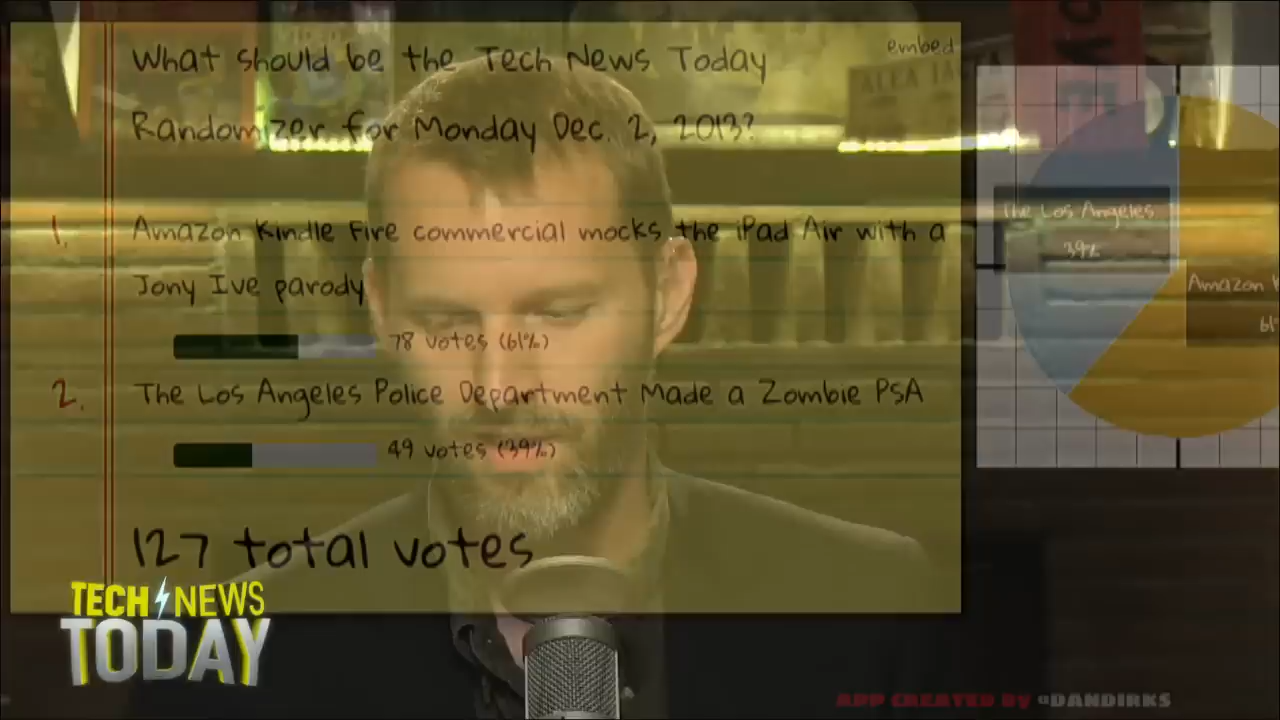 What should be the Tech News Today
embed
Randomizer for Monday Dec. 2, 2013?
1. Amazon Kindle Fire commercial mocks the iPad Air with a
Jony Ive parody
78 votes (61%)
2. The Los Angeles Police Department Made a Zombie PSA
49 votes (39%)
127 total votes
The Los Angeles
39%
Amazon
61
TECH NEWS
TODAY
APP CREATED BY @DANDIRKS